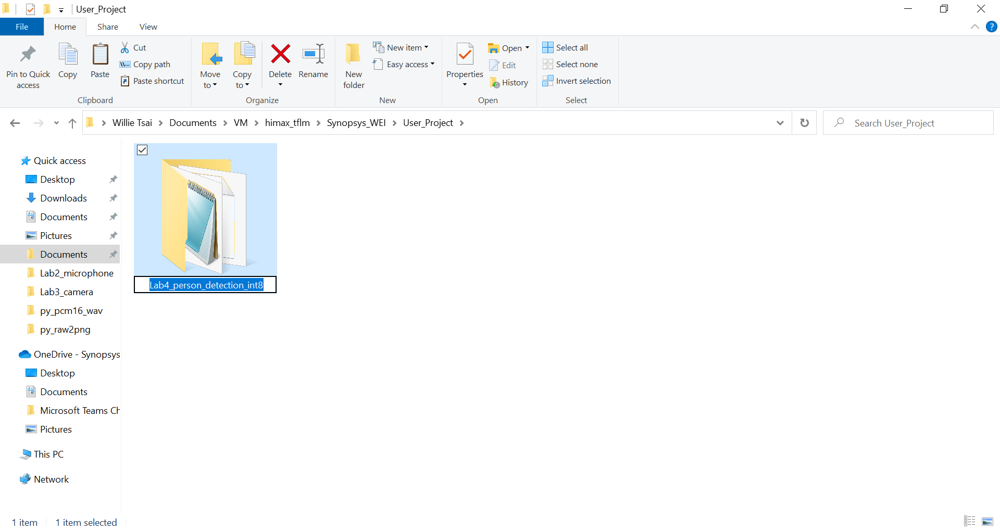 User_Project
File Home Share View
Pin to Quick access
Copy
Paste
Cut
Copy path
Paste shortcut
Clipboard
Move to
Copy to
Delete
Rename
Organize
New folder
New item
Easy access
New
Properties
Open
Edit
History
Open
Select all
Select none
Invert selection
Select
Willie Tsai Documents VM himax_tflm Synopsys_WEI User_Project
Search User_Project
Quick access
Desktop
Downloads
Documents
Pictures
Documents
Lab2_microphone
Lab3_camera
py_pcm16_wav
py_raw2png
OneDrive - Synopsys
Desktop
Documents
Microsoft Teams Ch
Pictures
This PC
Network
Lab4_person_detection_int8
1 item 1 item selected